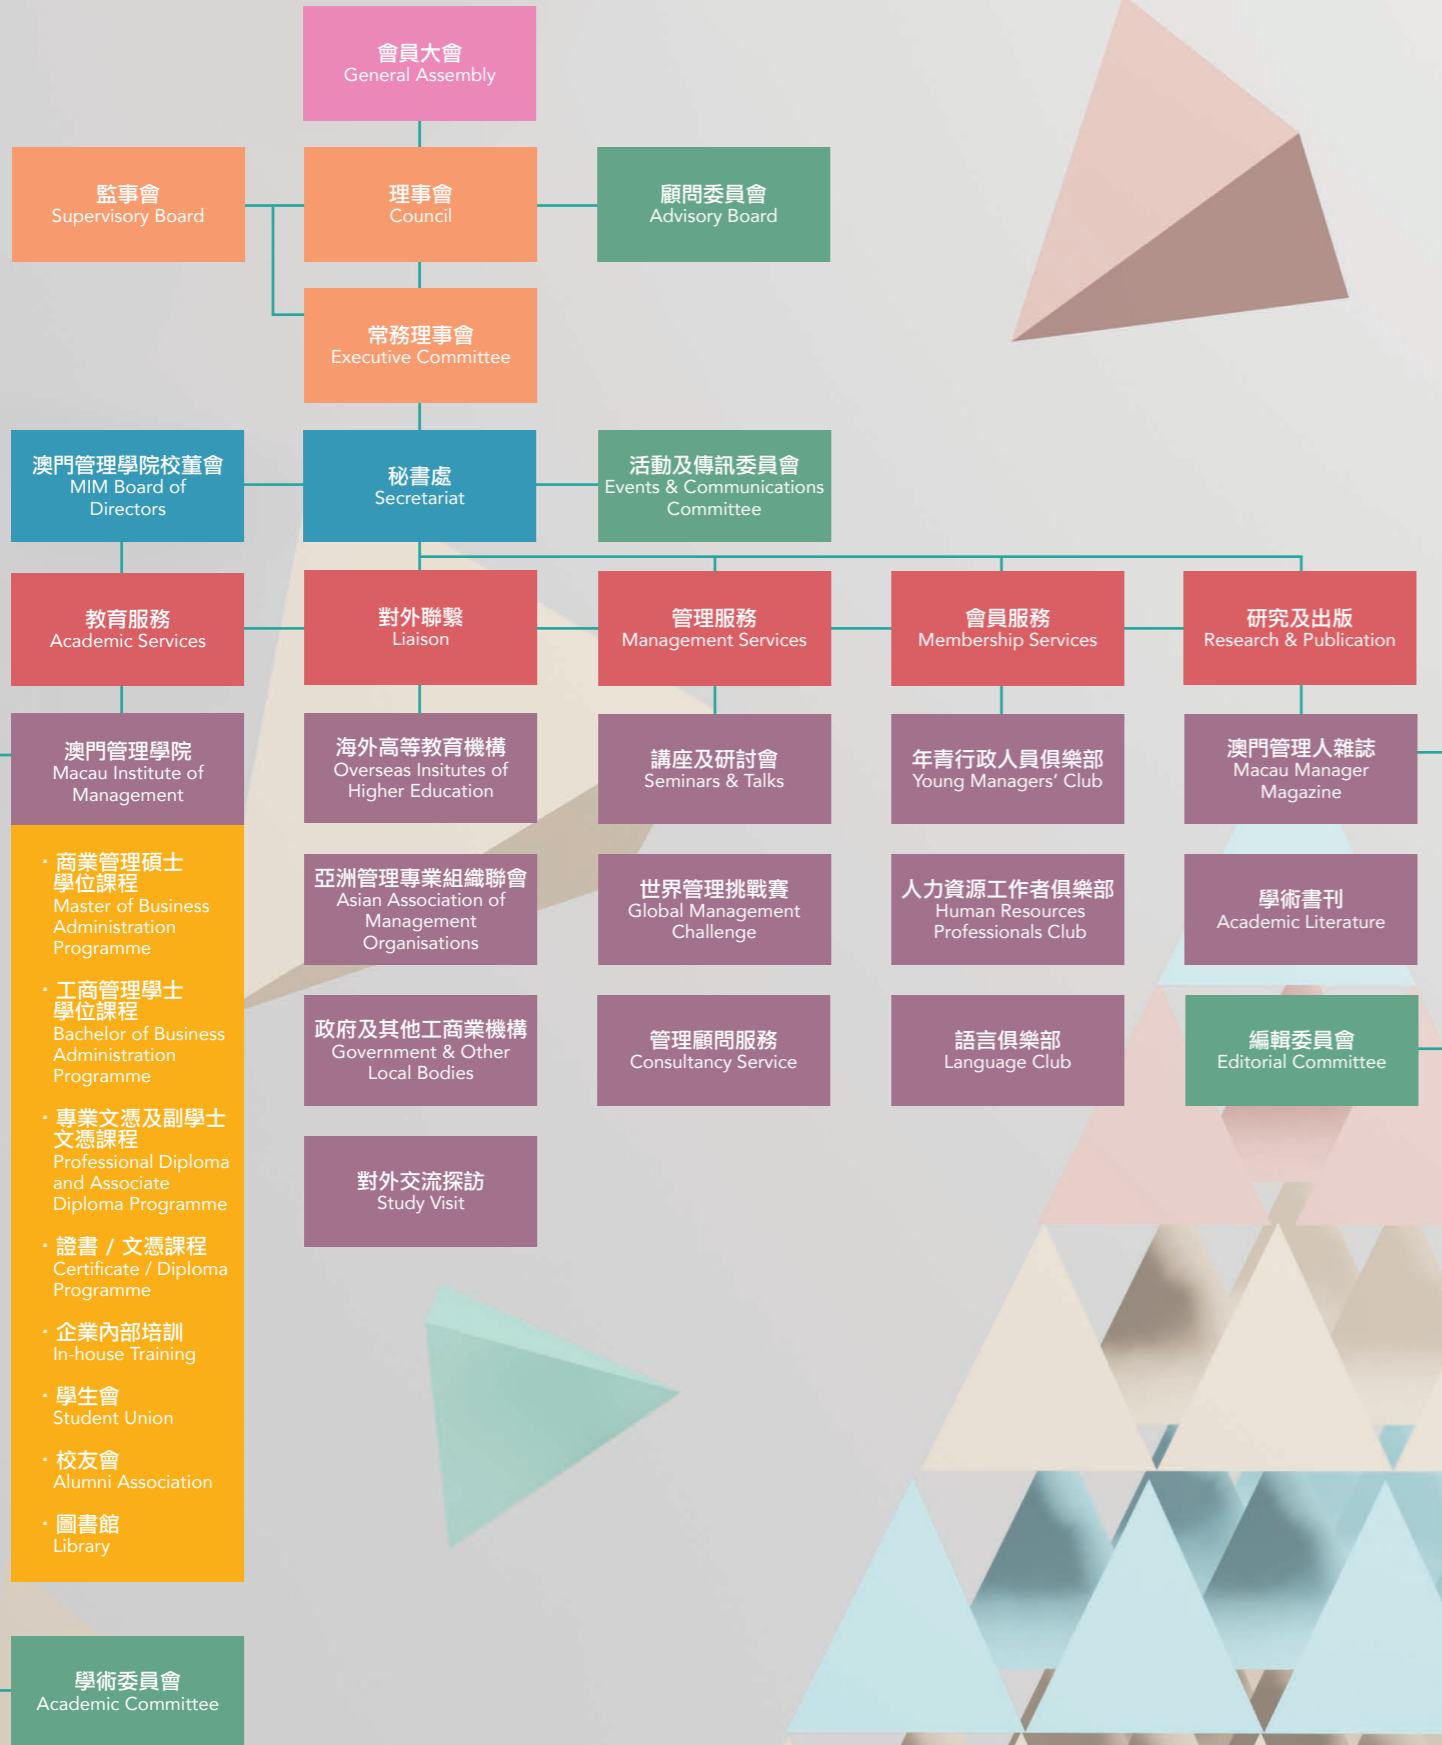 會員大會
General Assembly
監事會
Supervisory Board
理事會
Council
顧問委員會
Advisory Board
常務理事會
Executive Committee
澳門管理學院校董會
MIM Board of
Directors
秘書處
Secretariat
活動及傳訊委員會
Events & Communications
Committee
教育服務
Academic Services
對外聯繫
Liaison
管理服務
Management Services
會員服務
Membership Services
研究及出版
Research & Publication
澳門管理學院
Macau Institute of
Management
· 商業管理碩士
學位課程
Master of Business
Administration
Programme
· 工商管理學士
學位課程
Bachelor of Business
Administration
Programme
· 專業文憑及副學士
文憑課程
Professional Diploma
and Associate
Diploma Programme
· 證書 / 文憑課程
Certificate / Diploma
Programme
· 企業內部培訓
In-house Training
· 學生會
Student Union
· 校友會
Alumni Association
· 圖書館
Library
學術委員會
Academic Committee
海外高等教育機構
Overseas Insitutes of
Higher Education
亞洲管理專業組織聯會
Asian Association of
Management
Organisations
政府及其他工商業機構
Government & Other
Local Bodies
對外交流探訪
Study Visit
講座及研討會
Seminars & Talks
世界管理挑戰賽
Global Management
Challenge
管理顧問服務
Consultancy Service
年青行政人員俱樂部
Young Managers' Club
人力資源工作者俱樂部
Human Resources
Professionals Club
語言俱樂部
Language Club
澳門管理人雜誌
Macau Manager
Magazine
學術書刊
Academic Literature
編輯委員會
Editorial Committee